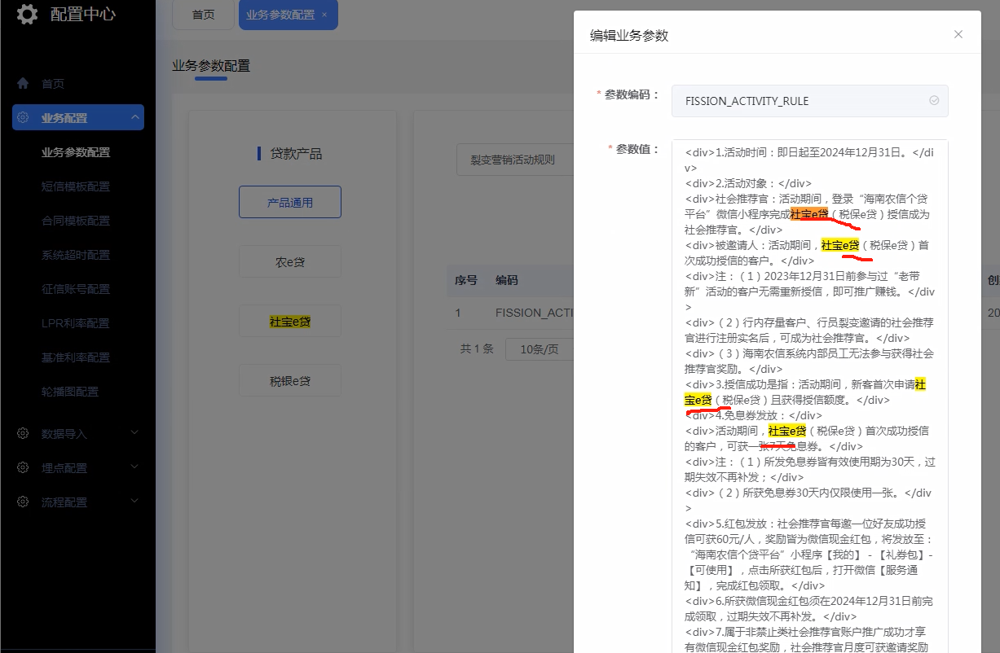 配置中心
首页
业务配置
业务参数配置
短信模板配置
合同模板配置
系统超时配置
征信账号配置
LPR利率配置
基准利率配置
轮播图配置
数据导入
埋点配置
流程配置
首页
业务参数配置 ×
业务参数配置
贷款产品
产品通用
农e贷
社宝e贷
税银e贷
裂变营销活动规则
序号 编码 创
1 FISSION_ACTI 20
共 1 条 10条/页
编辑业务参数
* 参数编码：
FISSION_ACTIVITY_RULE
* 参数值：
<div>1.活动时间：即日起至2024年12月31日。</di
v>
<div>2.活动对象：</div>
<div>社会推荐官：活动期间，登录“海南农信个贷
平台”微信小程序完成社宝e贷（税保e贷）授信成为
社会推荐官。</div>
<div>被邀请人：活动期间，社宝e贷（税保e贷）首
次成功授信的客户。</div>
<div>注：（1）2023年12月31日前参与过“老带
新”活动的客户无需重新授信，即可推广赚钱。</div
>
<div>（2）行内存量客户、行员裂变邀请的社会推荐
官进行注册实名后，可成为社会推荐官。</div>
<div>（3）海南农信系统内部员工无法参与获得社会
推荐官奖励。</div>
<div>3.授信成功是指：活动期间，新客首次申请社
宝e贷（税保e贷）且获得授信额度。</div>
<div>4.免息券发放：</div>
<div>活动期间，社宝e贷（税保e贷）首次成功授信
的客户，可获一张7天免息券。</div>
<div>注：（1）所发免息券皆有效使用期为30天，过
期失效不再补发；</div>
<div>（2）所获免息券30天内仅限使用一张。</div
>
<div>5.红包发放：社会推荐官每邀一位好友成功授
信可获60元/人，奖励皆为微信现金红包，将发放至：
“海南农信个贷平台”小程序【我的】-【礼券包】-
【可使用】，点击所获红包后，打开微信【服务通
知】，完成红包领取。</div>
<div>6.所获微信现金红包须在2024年12月31日前完
成领取，过期失效不再补发。</div>
<div>7.属于非禁止类社会推荐官账户推广成功才享
有微信现金红包奖励，社会推荐官月度可获邀请奖励